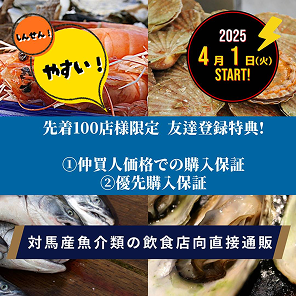 しんせん！
やすい！
2025
4月1日(火)
START!
先着100店様限定 友達登録特典!
①仲買人価格での購入保証
②優先購入保証
対馬産魚介類の飲食店向直接通販